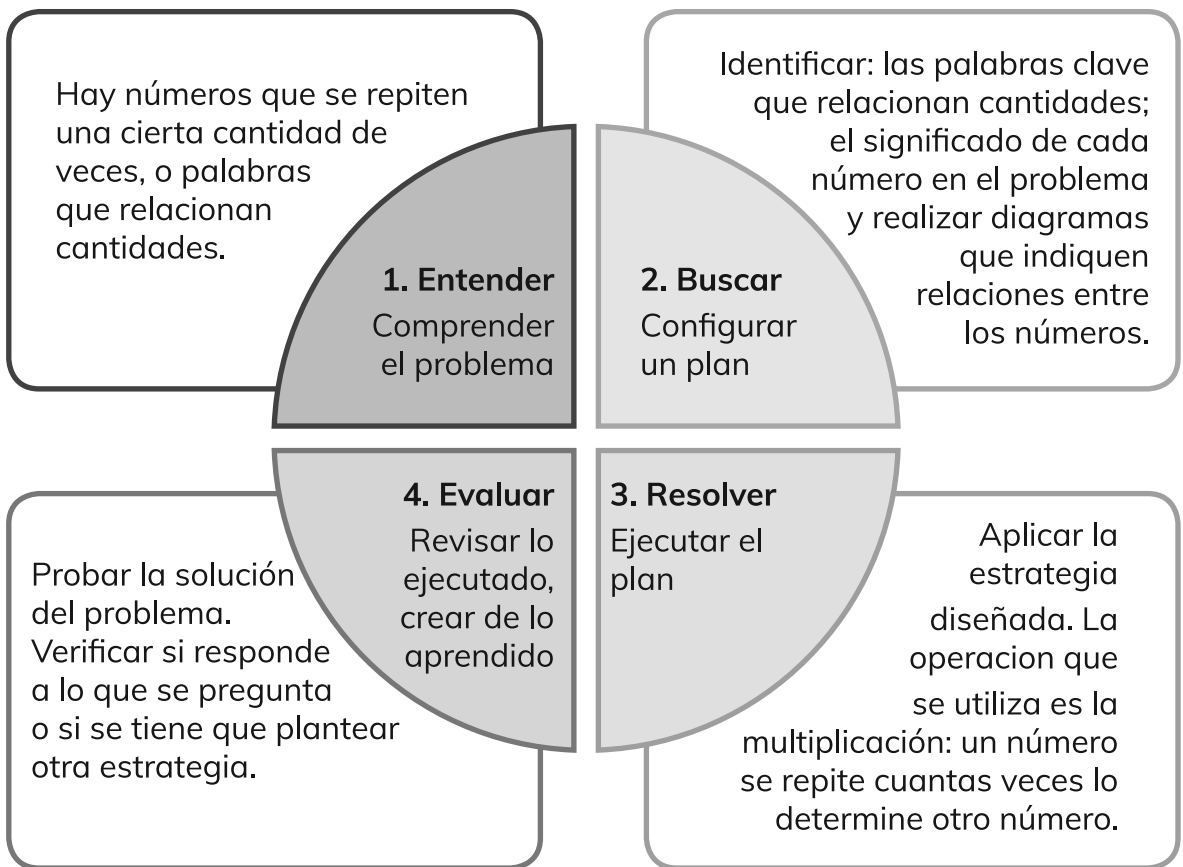 Hay números que se repiten
una cierta cantidad de
veces, o palabras
que relacionan
cantidades.
1. Entender
Comprender
el problema
Identificar: las palabras clave
que relacionan cantidades;
el significado de cada
número en el problema
y realizar diagramas
que indiquen
relaciones entre
los números.
2. Buscar
Configurar
un plan
3. Resolver
Ejecutar el
plan
Aplicar la
estrategia
diseñada. La
operacion que
se utiliza es la
multiplicación: un número
se repite cuantas veces lo
determine otro número.
4. Evaluar
Revisar lo
ejecutado,
crear de lo
aprendido
Probar la solución
del problema.
Verificar si responde
a lo que se pregunta
o si se tiene que plantear
otra estrategia.